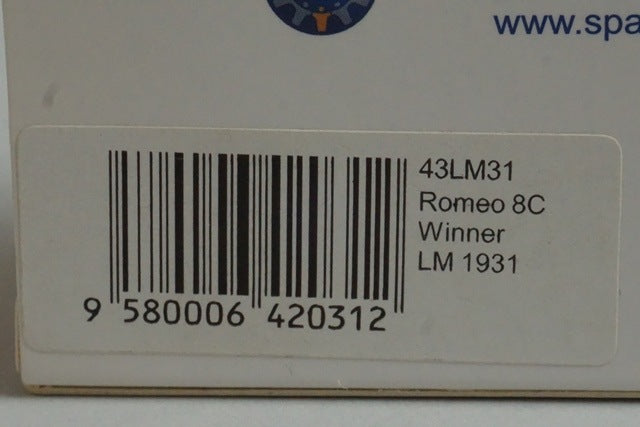 www.spa
43LM31
Romeo 8C
Winner
LM 1931
9 580006 420312